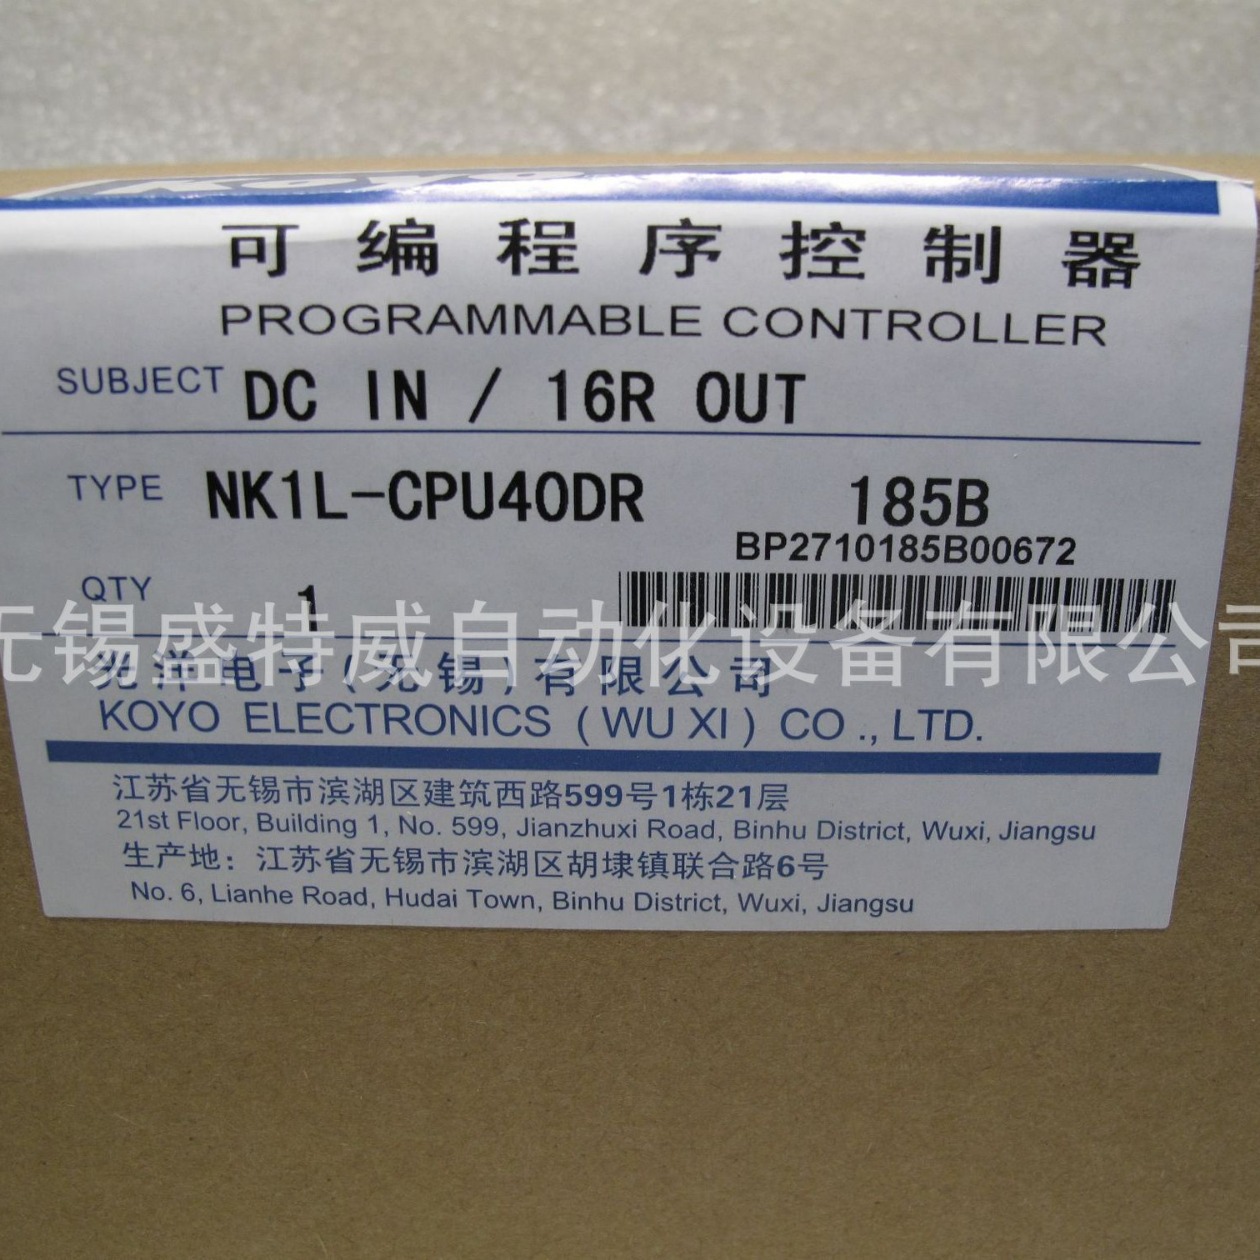 KOYO
可编程序控制器
PROGRAMMABLE CONTROLLER
SUBJECT DC IN / 16R OUT
TYPE NK1L-CPU40DR 185B
BP2710185B00672
QTY 1
无锡盛特威自动化设备有限公司
光洋电子(无锡)有限公司
KOYO ELECTRONICS (WU XI) CO., LTD.
江苏省无锡市滨湖区建筑西路599号1栋21层
21st Floor, Building 1, No. 599, Jianzhuxi Road, Binhu District, Wuxi, Jiangsu
生产地：江苏省无锡市滨湖区胡埭镇联合路6号
No. 6, Lianhe Road, Hudai Town, Binhu District, Wuxi, Jiangsu